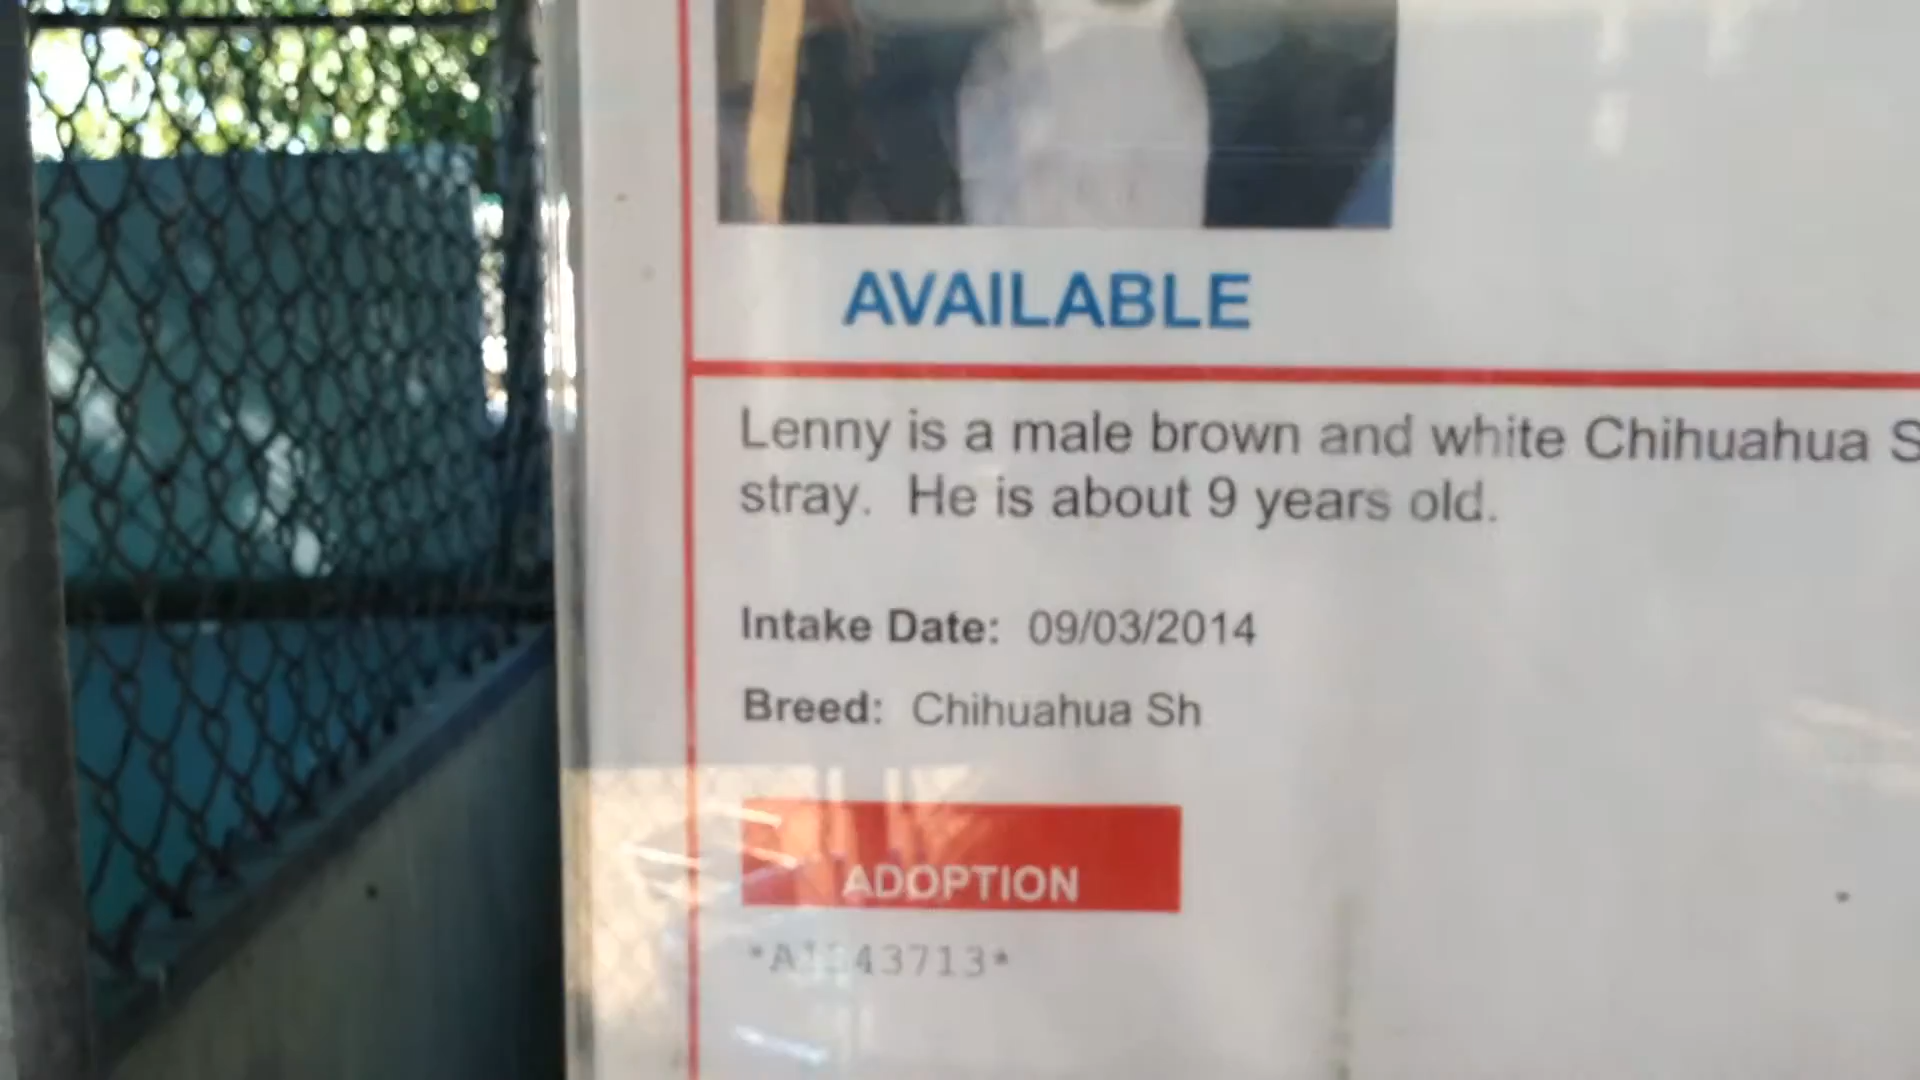 AVAILABLE
Lenny is a male brown and white Chihuahua S
stray. He is about 9 years old.
Intake Date: 09/03/2014
Breed: Chihuahua Sh
ADOPTION